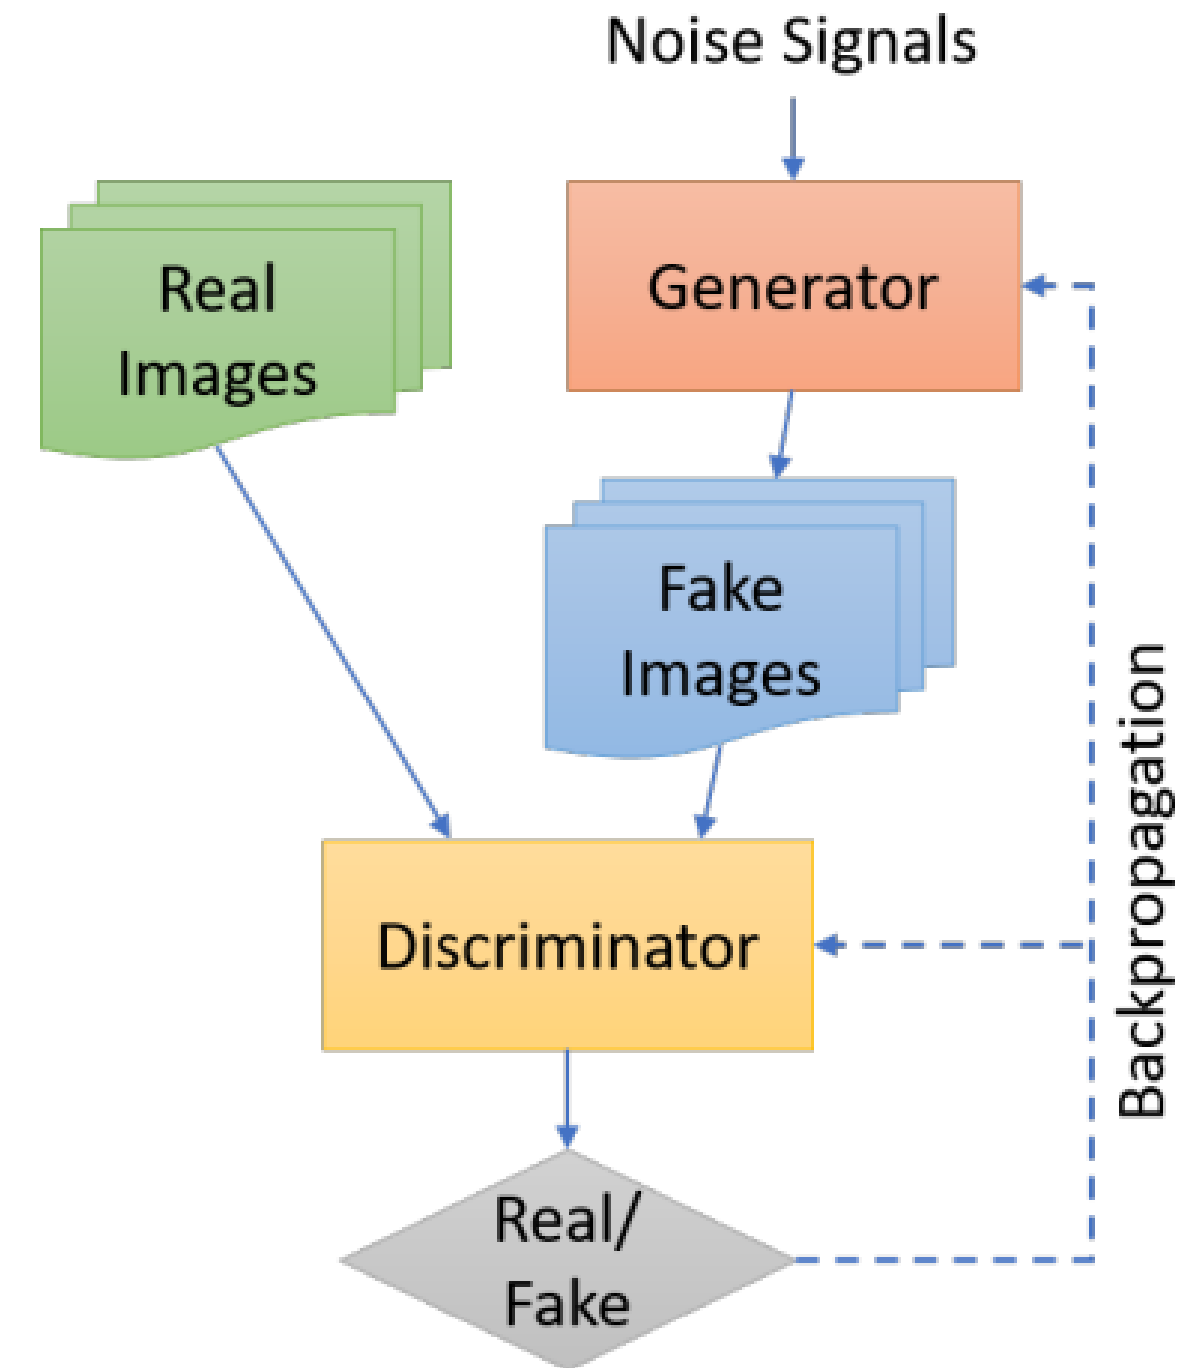 Noise Signals
Real
Images
Generator
Fake
Images
Backpropagation
Discriminator
Real/
Fake